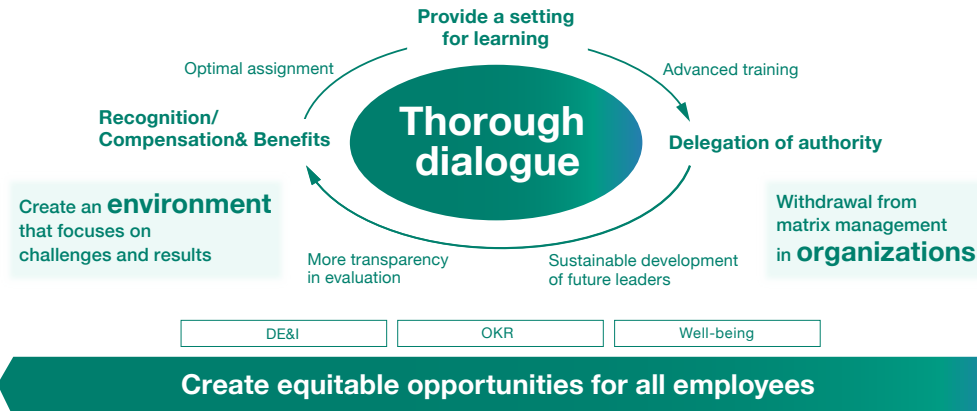 Provide a setting
for learning
Optimal assignment
Advanced training
Recognition/
Compensation& Benefits
Thorough
dialogue
Delegation of authority
Create an environment
that focuses on
challenges and results
Withdrawal from
matrix management
in organizations
More transparency
in evaluation
Sustainable development
of future leaders
DE&I
OKR
Well-being
Create equitable opportunities for all employees